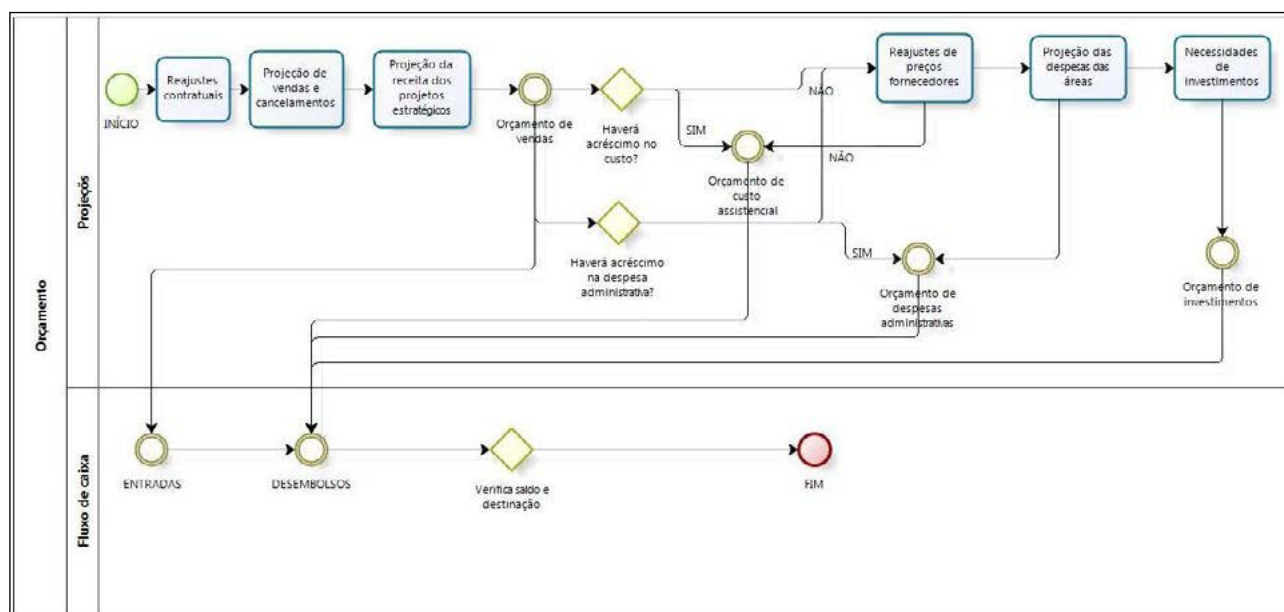 Orçamento
Projeçõs
Fluxo de caixa
INÍCIO
Reajustes
contratuais
Projeção de
vendas e
cancelamentos
Projeção da
receita dos
projetos
estratégicos
Orçamento de
vendas
Haverá
acréscimo no
custo?
NÃO
SIM
Reajustes de
preços
fornecedores
Projeção das
despesas das
áreas
Necessidades
de
investimentos
NÃO
Orçamento de
custo
assistencial
Haverá acréscimo
na despesa
administrativa?
SIM
Orçamento de
despesas
administrativas
Orçamento de
investimentos
ENTRADAS
DESEMBOLSOS
Verifica saldo e
destinação
FIM